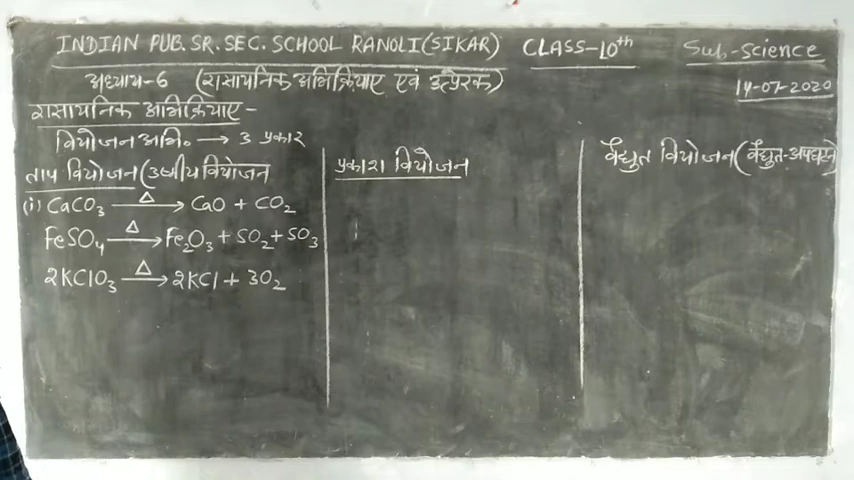 INDIAN PUB.SR.SEC.SCHOOL RANOLI(SIKAR) CLASS-10th Sub-science
अध्याय-6 (रासायनिक अभिक्रियाए एवं उत्प्रेरक) 14-07-2020
रासायनिक अभिक्रियाए-
वियोजन अभि० → 3 प्रकार
ताप वियोजन(उष्मीय वियोजन
(i) CaCO3 —Δ→ CaO + CO2
FeSO4 —Δ→ Fe2O3 + SO2 + SO3
2KClO3 —Δ→ 2KCl + 3O2
प्रकाश वियोजन
वैद्युत वियोजन(वैद्युत-अपघटन)